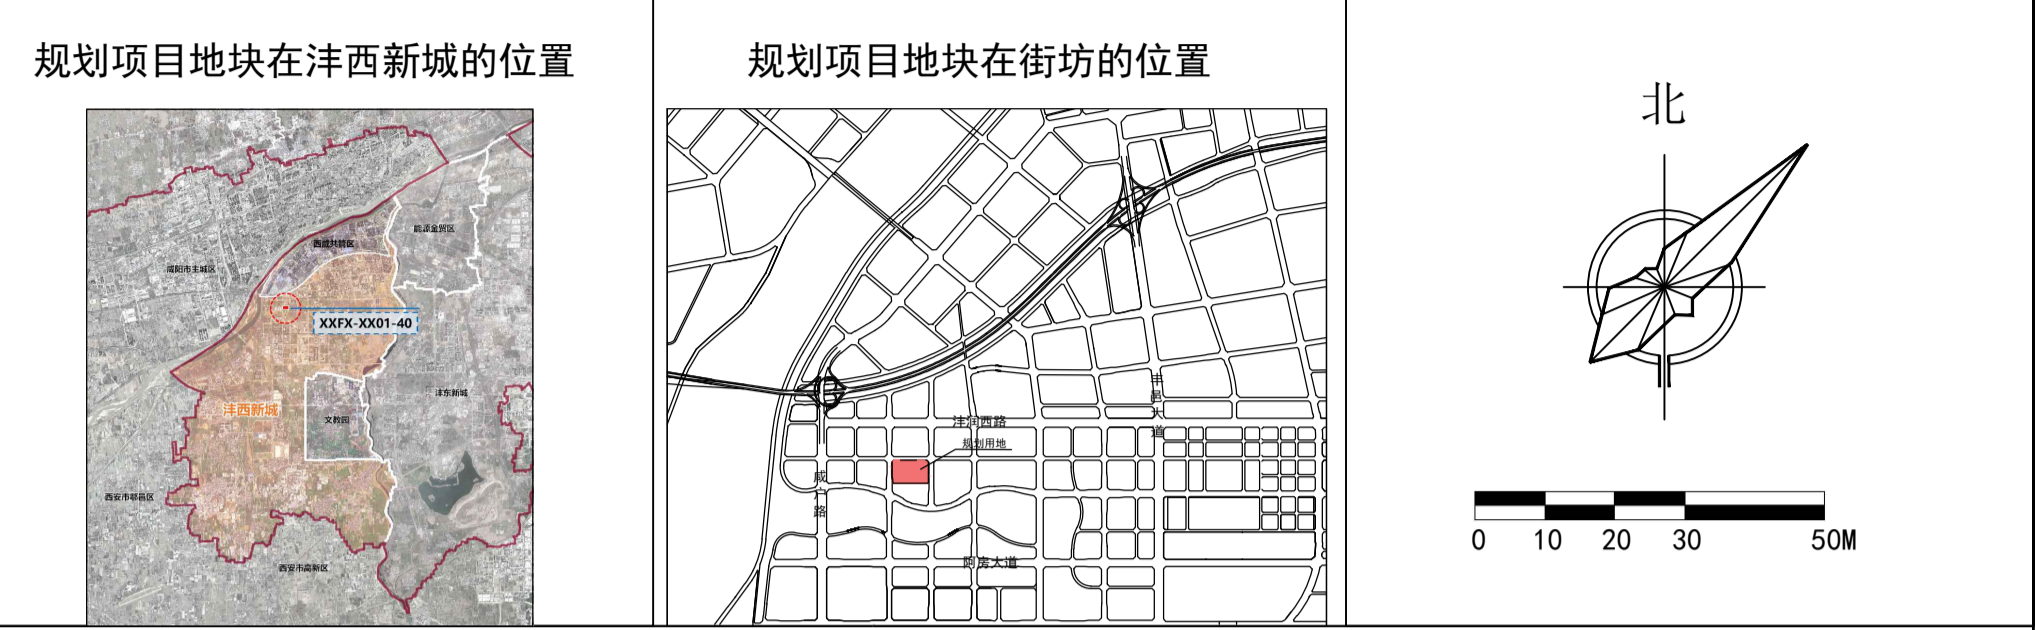 规划项目地块在沣西新城的位置
规划项目地块在街坊的位置
北
能源金贸区
西咸共管区
咸阳市主城区
XXFX-XX01-40
沣东新城
沣西新城
文教园
西安市鄠邑区
西安市高新区
丰邑大道
沣润西路
规划用地
咸户路
阿房大道
0 10 20 30 50M